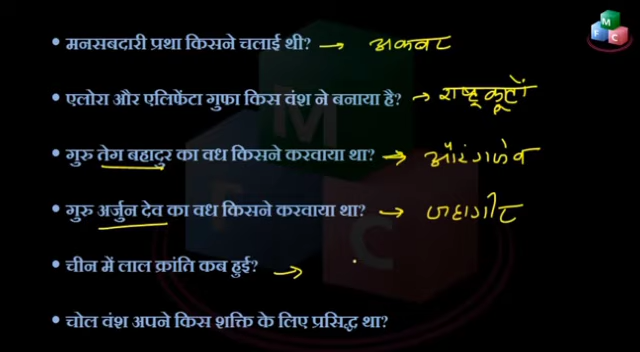 • मनसबदारी प्रथा किसने चलाई थी? → अकबर
• एलोरा और एलिफेंटा गुफा किस वंश ने बनाया है? → राष्ट्रकूटों
• गुरु तेग बहादुर का वध किसने करवाया था? → औरंगजेब
• गुरु अर्जुन देव का वध किसने करवाया था? → जहागीर
• चीन में लाल क्रांति कब हुई? →
• चोल वंश अपने किस शक्ति के लिए प्रसिद्ध था?
M
F C
M
C